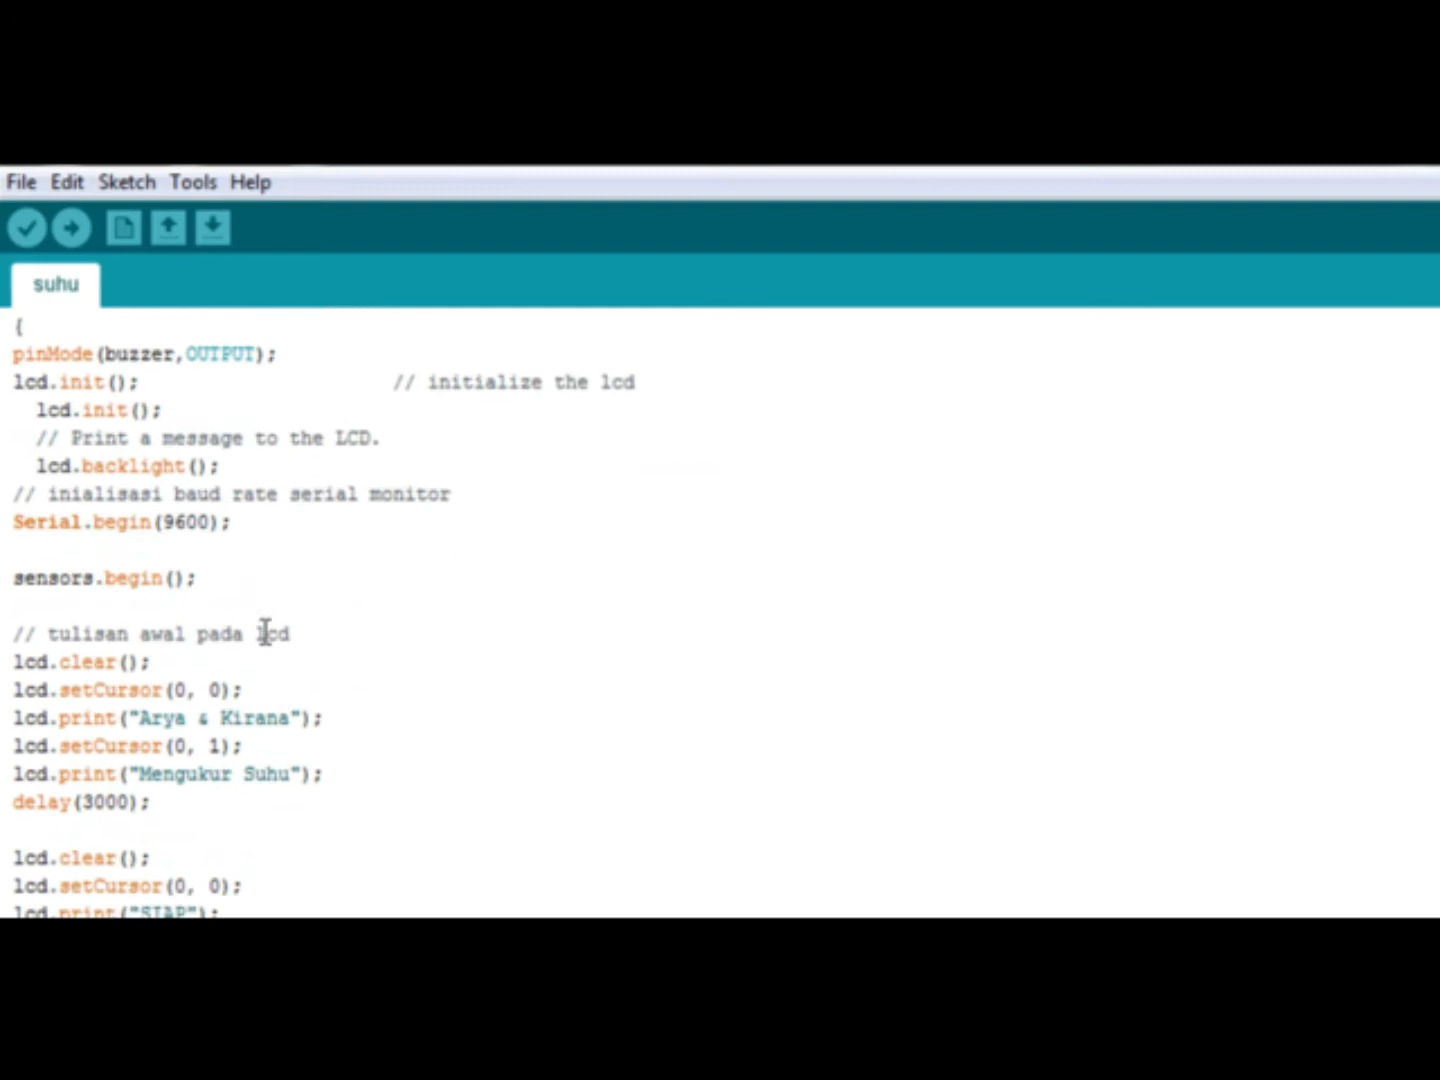 File Edit Sketch Tools Help
suhu
{
pinMode(buzzer,OUTPUT);
lcd.init(); // initialize the lcd
lcd.init();
// Print a message to the LCD.
lcd.backlight();
// inialisasi baud rate serial monitor
Serial.begin(9600);
sensors.begin();
// tulisan awal pada lcd
lcd.clear();
lcd.setCursor(0, 0);
lcd.print("Arya & Kirana");
lcd.setCursor(0, 1);
lcd.print("Mengukur Suhu");
delay(3000);
lcd.clear();
lcd.setCursor(0, 0);
lcd.print("SIAP");